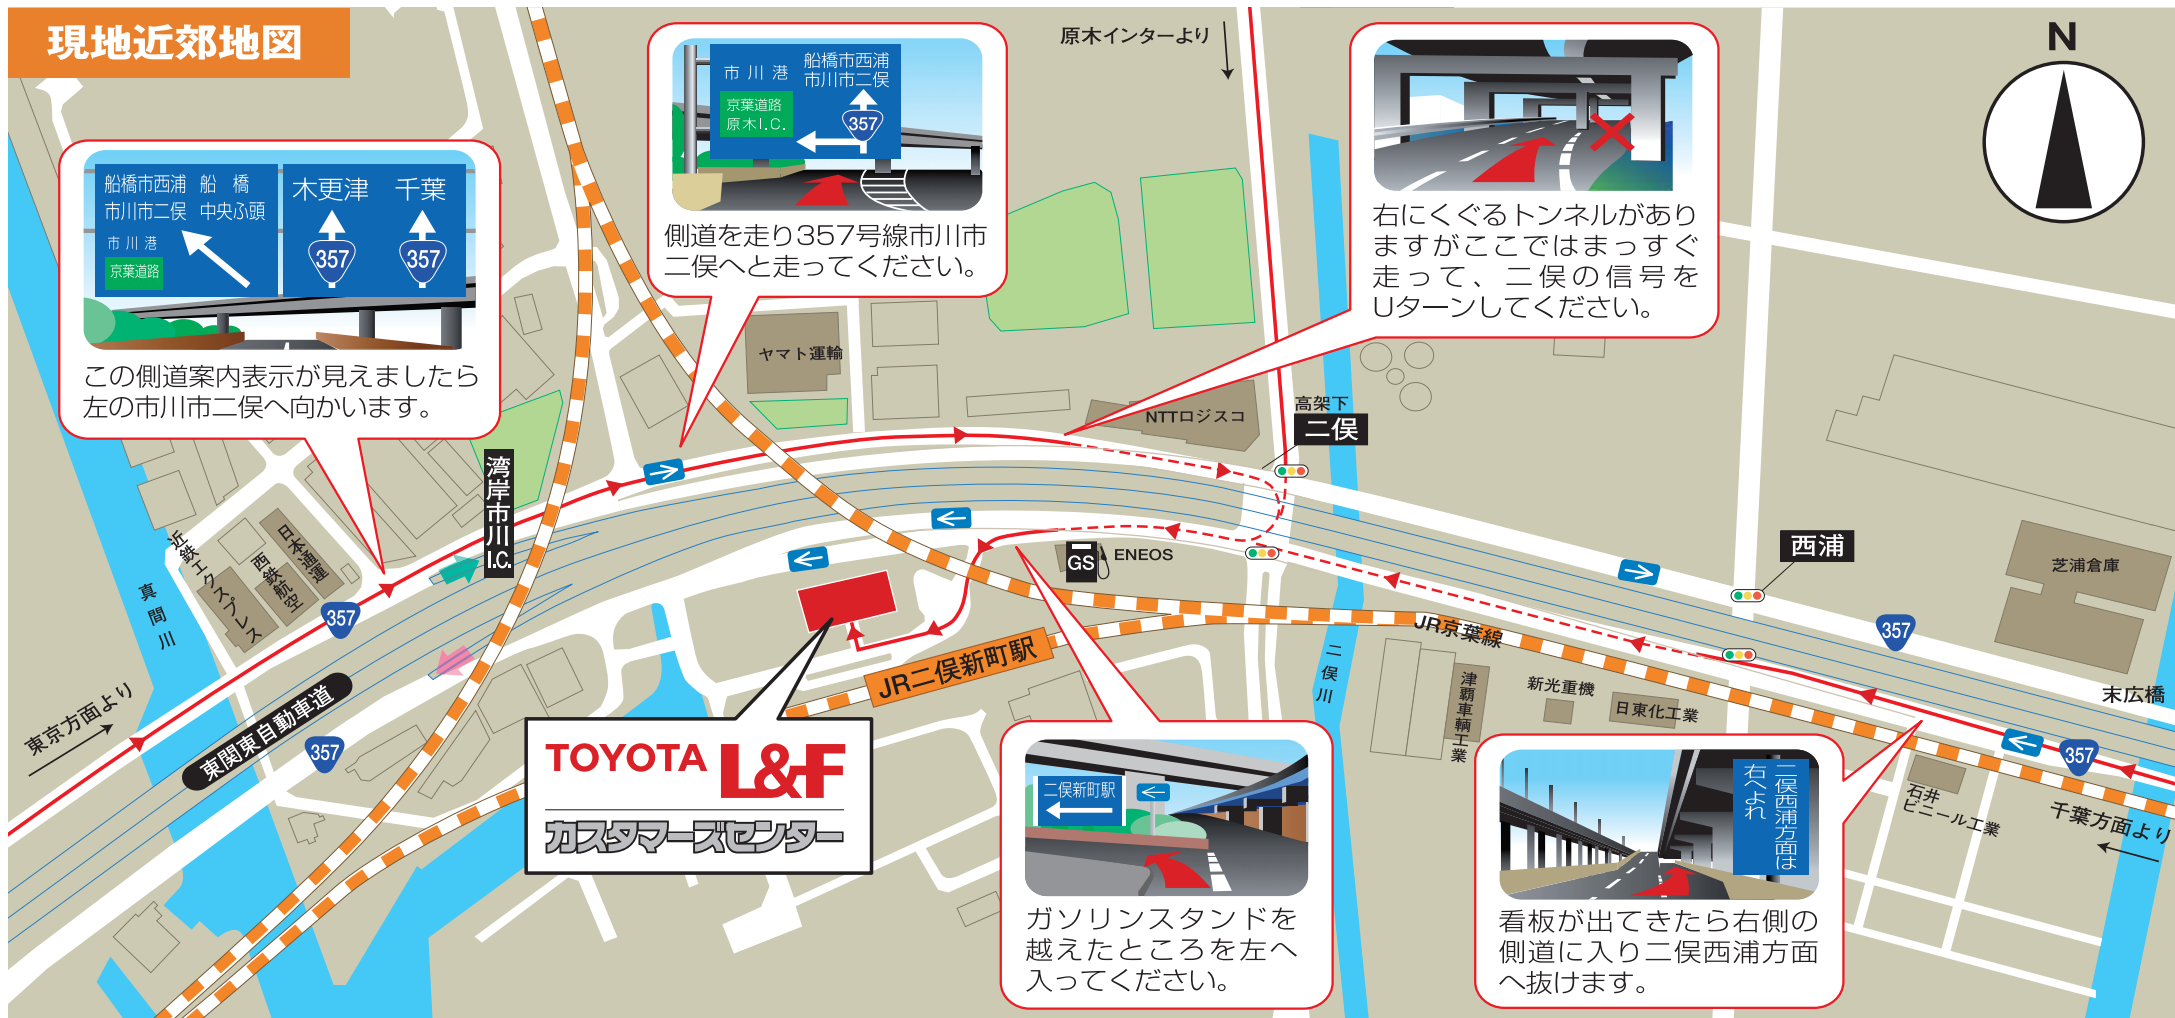 現地近郊地図
船橋市西浦 船橋
市川市二俣 中央ふ頭
市川港
京葉道路
木更津 千葉
357 357
この側道案内表示が見えましたら
左の市川市二俣へ向かいます。
市川港
船橋市西浦
市川市二俣
京葉道路
原木I.C.
357
側道を走り357号線市川市
二俣へと走ってください。
原木インターより
右にくぐるトンネルがあり
ますがここではまっすぐ
走って、二俣の信号を
Uターンしてください。
N
ヤマト運輸
NTTロジスコ
高架下
二俣
湾岸市川I.C.
近鉄エクスプレス
西鉄航空
日本通運
真間川
357
東京方面より
東関東自動車道
357
GS
ENEOS
西浦
芝浦倉庫
357
末広橋
JR京葉線
JR二俣新町駅
二俣川
津覇車輌工業
新光重機
日東化工業
357
石井
ビニール工業
千葉方面より
TOYOTA L&F
カスタマーズセンター
二俣新町駅
ガソリンスタンドを
越えたところを左へ
入ってください。
二俣西浦方面は
右へよれ
看板が出てきたら右側の
側道に入り二俣西浦方面
へ抜けます。